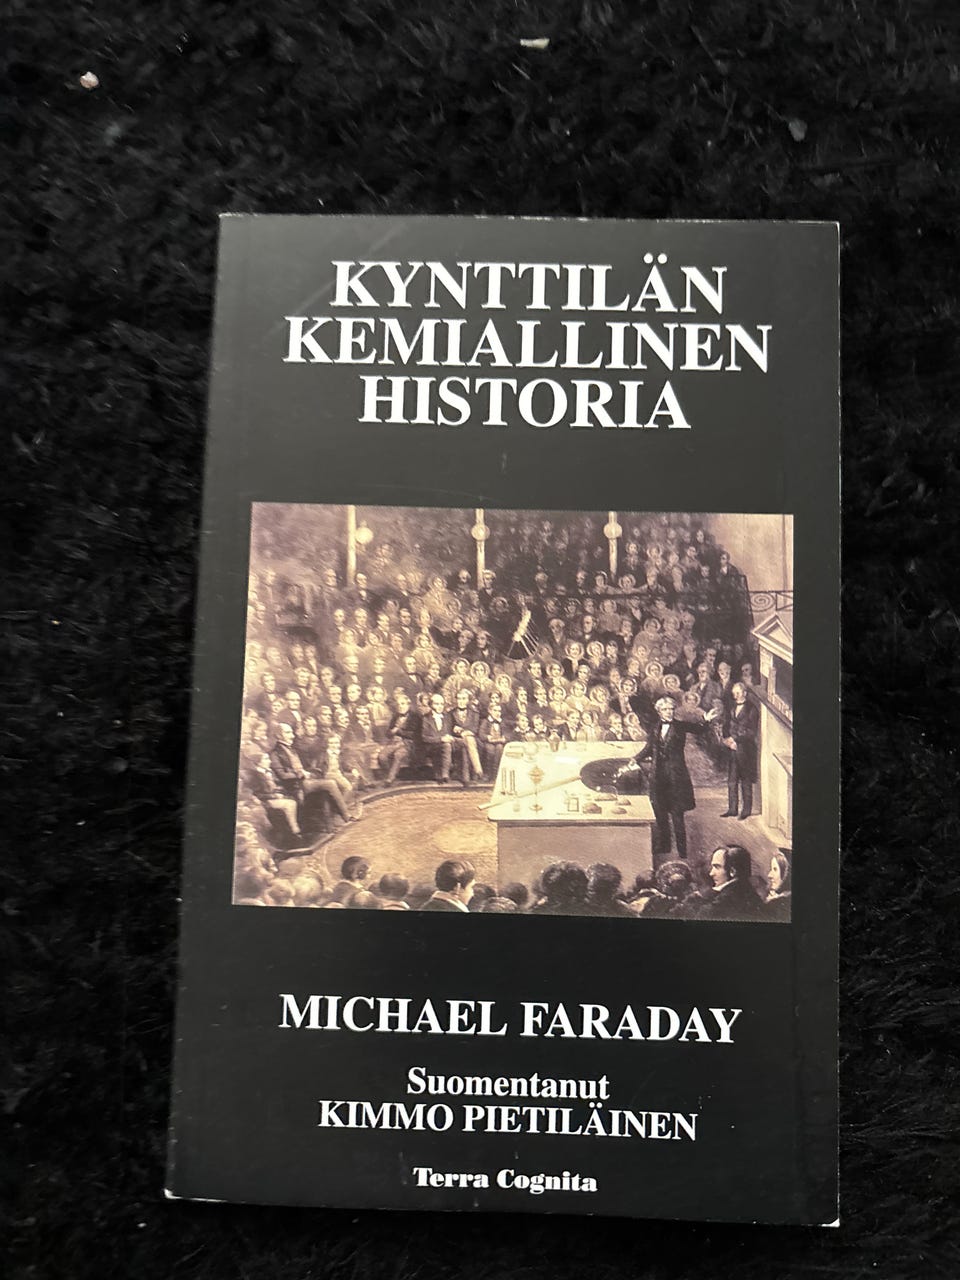 KYNTTILÄN
KEMIALLINEN
HISTORIA
MICHAEL FARADAY
Suomentanut
KIMMO PIETILÄINEN
Terra Cognita